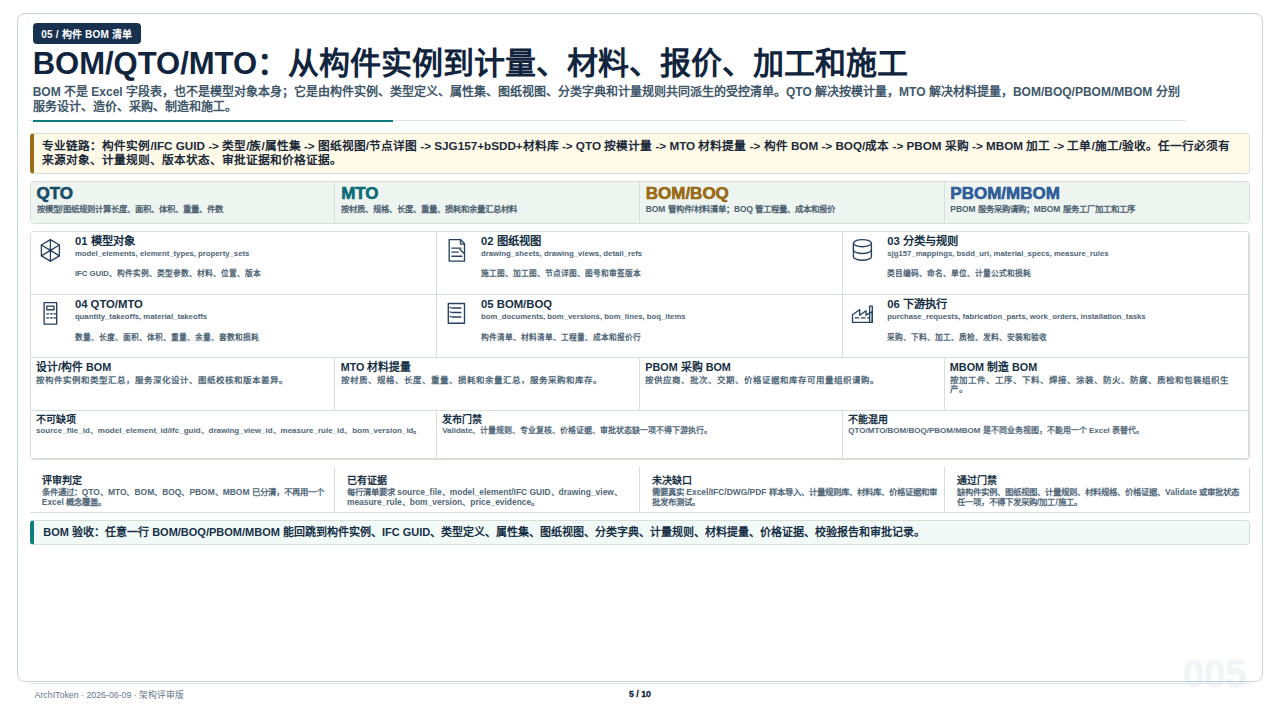 05 / 构件 BOM 清单
BOM/QTO/MTO：从构件实例到计量、材料、报价、加工和施工
BOM 不是 Excel 字段表，也不是模型对象本身；它是由构件实例、类型定义、属性集、图纸视图、分类字典和计量规则共同派生的受控清单。QTO 解决按模计量，MTO 解决材料提量，BOM/BOQ/PBOM/MBOM 分别
服务设计、造价、采购、制造和施工。
专业链路：构件实例/IFC GUID -> 类型/族/属性集 -> 图纸视图/节点详图 -> SJG157+bSDD+材料库 -> QTO 按模计量 -> MTO 材料提量 -> 构件 BOM -> BOQ/成本 -> PBOM 采购 -> MBOM 加工 -> 工单/施工/验收。任一行必须有
来源对象、计量规则、版本状态、审批证据和价格证据。
QTO
按模型/图纸规则计算长度、面积、体积、重量、件数
MTO
按材质、规格、长度、重量、损耗和余量汇总材料
BOM/BOQ
BOM 管构件/材料清单；BOQ 管工程量、成本和报价
PBOM/MBOM
PBOM 服务采购请购；MBOM 服务工厂加工和工序
01 模型对象
model_elements, element_types, property_sets
IFC GUID、构件实例、类型参数、材料、位置、版本
02 图纸视图
drawing_sheets, drawing_views, detail_refs
施工图、加工图、节点详图、图号和审签版本
03 分类与规则
sjg157_mappings, bsdd_uri, material_specs, measure_rules
类目编码、命名、单位、计量公式和损耗
04 QTO/MTO
quantity_takeoffs, material_takeoffs
数量、长度、面积、体积、重量、余量、套数和损耗
05 BOM/BOQ
bom_documents, bom_versions, bom_lines, boq_items
构件清单、材料清单、工程量、成本和报价行
06 下游执行
purchase_requests, fabrication_parts, work_orders, installation_tasks
采购、下料、加工、质检、发料、安装和验收
设计/构件 BOM
按构件实例和类型汇总，服务深化设计、图纸校核和版本差异。
MTO 材料提量
按材质、规格、长度、重量、损耗和余量汇总，服务采购和库存。
PBOM 采购 BOM
按供应商、批次、交期、价格证据和库存可用量组织请购。
MBOM 制造 BOM
按加工件、工序、下料、焊接、涂装、防火、防腐、质检和包装组织生
产。
不可缺项
source_file_id、model_element_id/ifc_guid、drawing_view_id、measure_rule_id、bom_version_id。
发布门禁
Validate、计量规则、专业复核、价格证据、审批状态缺一项不得下游执行。
不能混用
QTO/MTO/BOM/BOQ/PBOM/MBOM 是不同业务视图，不能用一个 Excel 表替代。
评审判定
条件通过：QTO、MTO、BOM、BOQ、PBOM、MBOM 已分清，不再用一个
Excel 概念覆盖。
已有证据
每行清单要求 source_file、model_element/IFC GUID、drawing_view、
measure_rule、bom_version、price_evidence。
未决缺口
需要真实 Excel/IFC/DWG/PDF 样本导入、计量规则库、材料库、价格证据和审
批发布测试。
通过门禁
缺构件实例、图纸视图、计量规则、材料规格、价格证据、Validate 或审批状态
任一项，不得下发采购/加工/施工。
BOM 验收：任意一行 BOM/BOQ/PBOM/MBOM 能回跳到构件实例、IFC GUID、类型定义、属性集、图纸视图、分类字典、计量规则、材料提量、价格证据、校验报告和审批记录。
005
ArchIToken · 2026-06-09 · 架构评审版
5 / 10